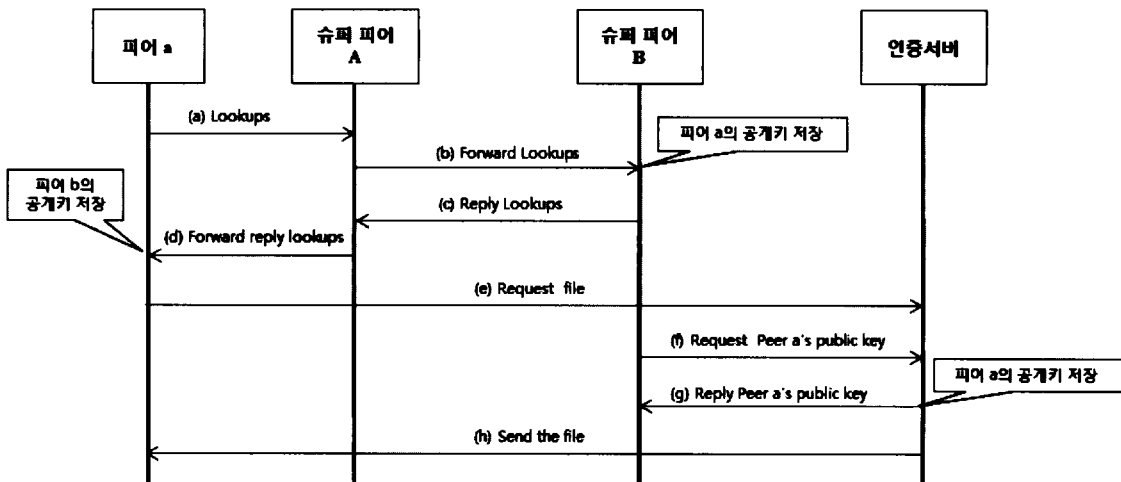 피어 a
슈퍼 피어
A
슈퍼 피어
B
인증서버
(a) Lookups
피어 a의 공개키 저장
(b) Forward Lookups
피어 b의
공개키 저장
(c) Reply Lookups
(d) Forward reply lookups
(e) Request file
(f) Request Peer a's public key
피어 a의 공개키 저장
(g) Reply Peer a's public key
(h) Send the file